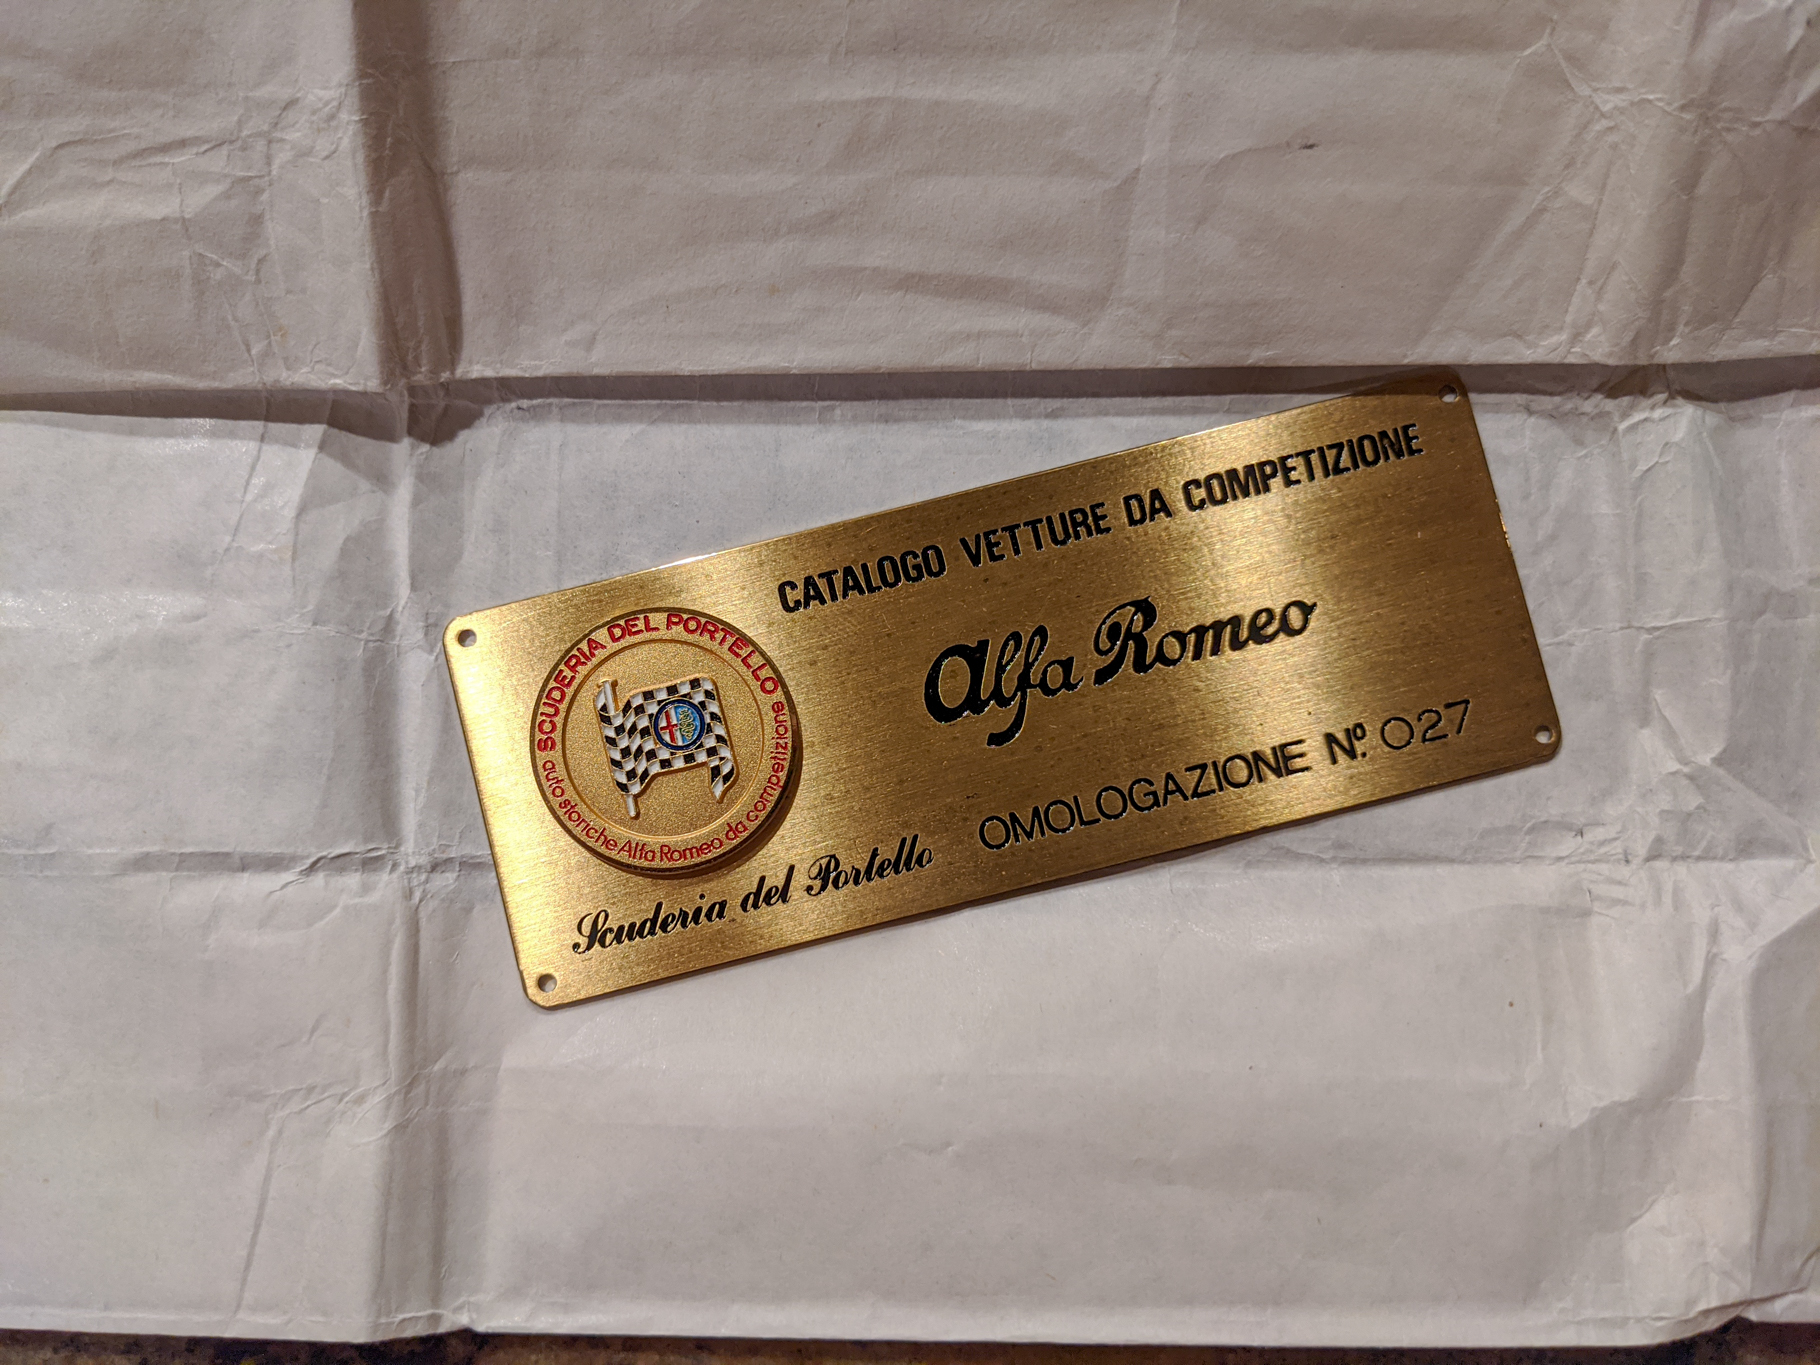 CATALOGO VETTURE DA COMPETIZIONE
Alfa Romeo
OMOLOGAZIONE Nº. 027
SCUDERIA DEL PORTELLO
auto storiche Alfa Romeo da competizione
Scuderia del Portello